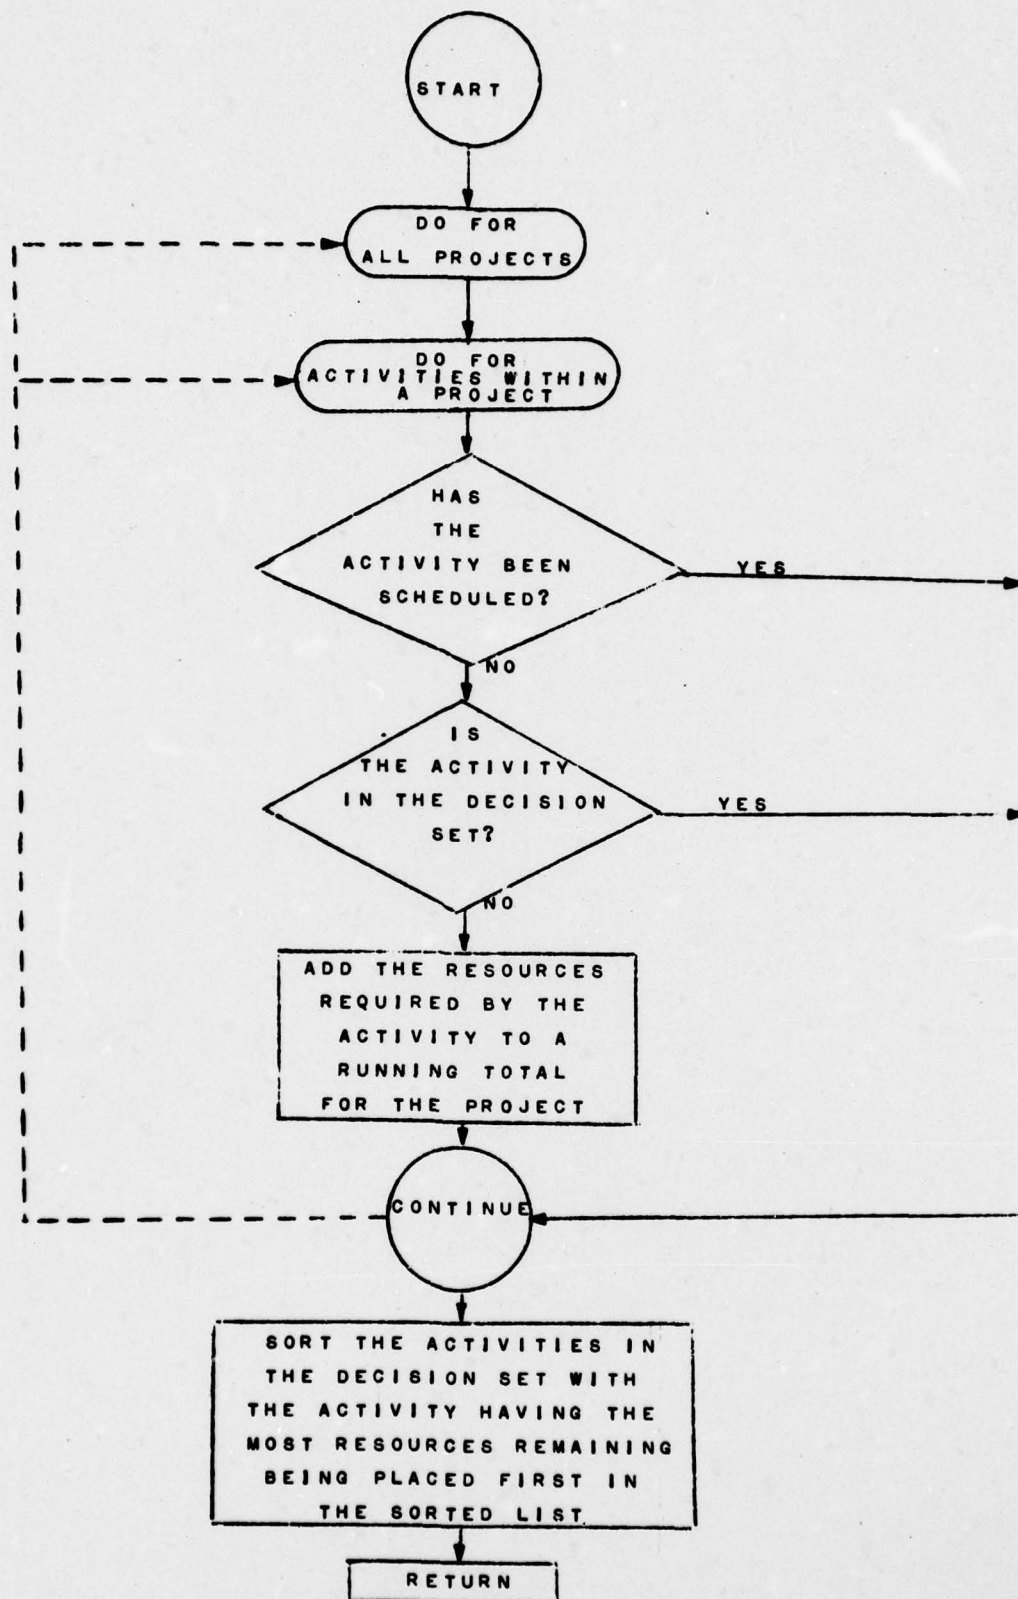 START
DO FOR
ALL PROJECTS
DO FOR
ACTIVITIES WITHIN
A PROJECT
HAS
THE
ACTIVITY BEEN
SCHEDULED?
YES
NO
IS
THE ACTIVITY
IN THE DECISION
SET?
YES
NO
ADD THE RESOURCES
REQUIRED BY THE
ACTIVITY TO A
RUNNING TOTAL
FOR THE PROJECT
CONTINUE
SORT THE ACTIVITIES IN
THE DECISION SET WITH
THE ACTIVITY HAVING THE
MOST RESOURCES REMAINING
BEING PLACED FIRST IN
THE SORTED LIST.
RETURN